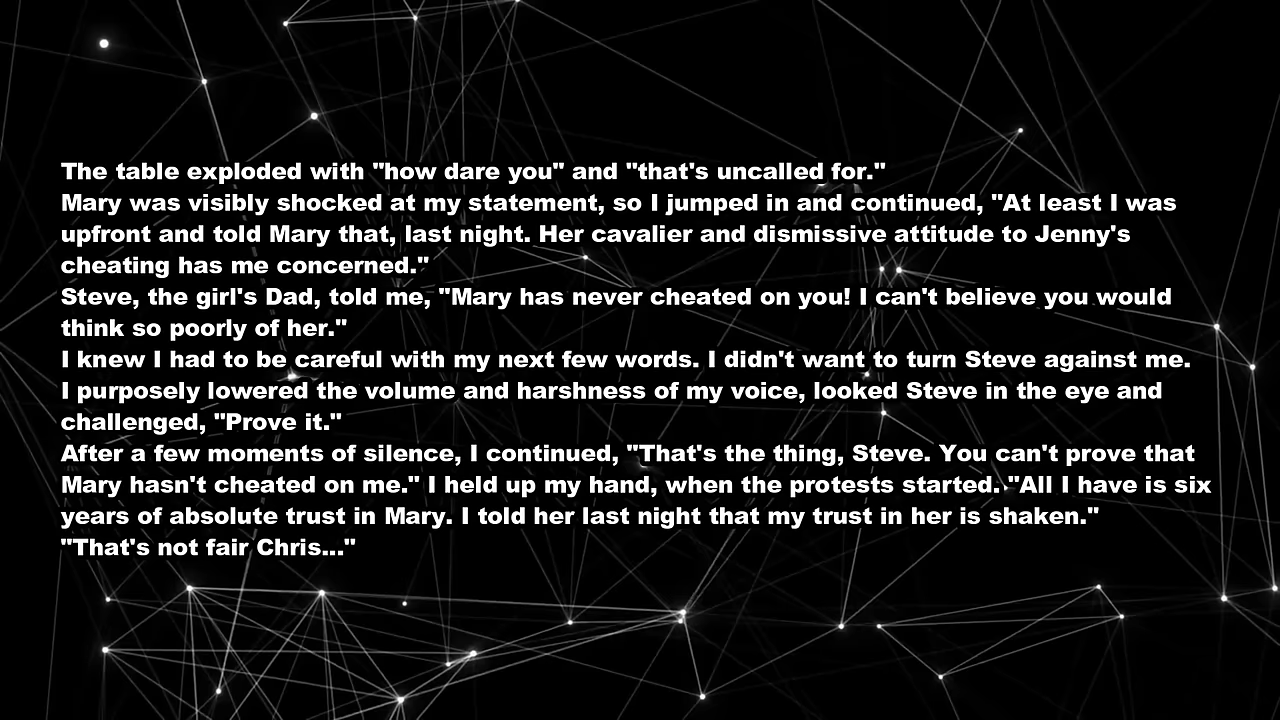 The table exploded with "how dare you" and "that's uncalled for."
Mary was visibly shocked at my statement, so I jumped in and continued, "At least I was
upfront and told Mary that, last night. Her cavalier and dismissive attitude to Jenny's
cheating has me concerned."
Steve, the girl's Dad, told me, "Mary has never cheated on you! I can't believe you would
think so poorly of her."
I knew I had to be careful with my next few words. I didn't want to turn Steve against me.
I purposely lowered the volume and harshness of my voice, looked Steve in the eye and
challenged, "Prove it."
After a few moments of silence, I continued, "That's the thing, Steve. You can't prove that
Mary hasn't cheated on me." I held up my hand, when the protests started. "All I have is six
years of absolute trust in Mary. I told her last night that my trust in her is shaken."
"That's not fair Chris..."